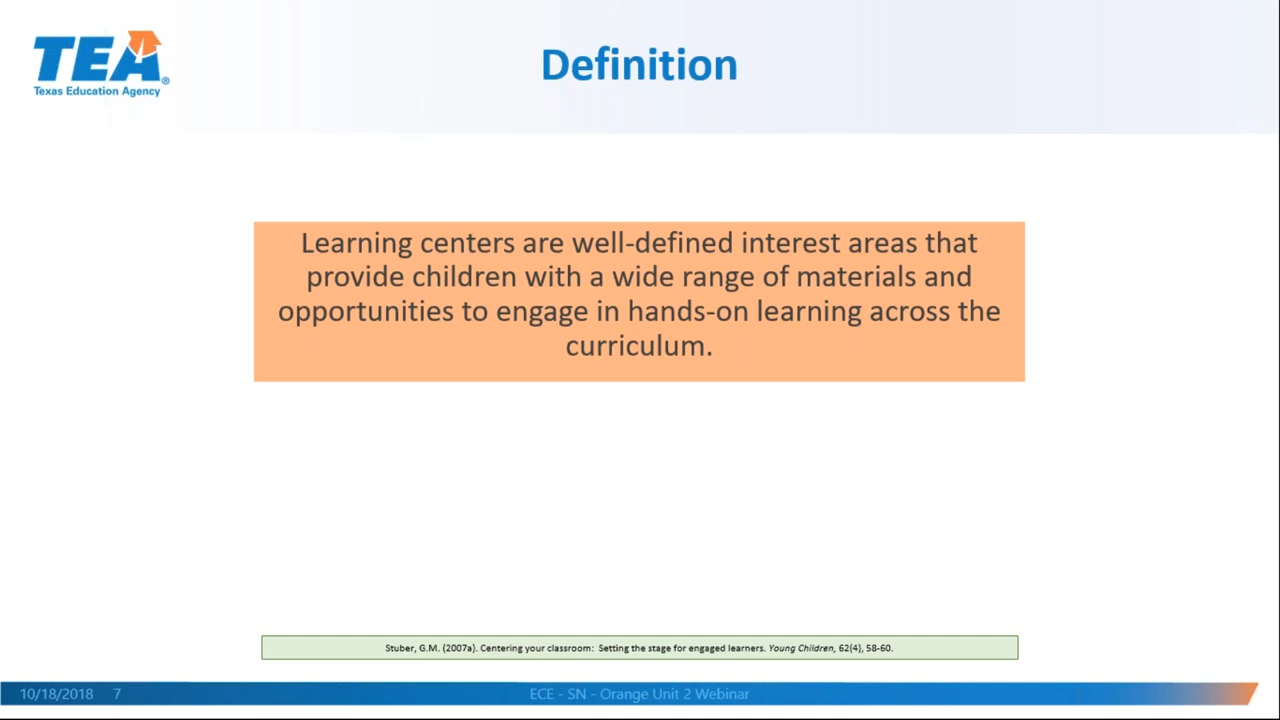 TEA®
Texas Education Agency
Definition
Learning centers are well-defined interest areas that
provide children with a wide range of materials and
opportunities to engage in hands-on learning across the
curriculum.
Stuber, G.M. (2007a). Centering your classroom: Setting the stage for engaged learners. Young Children, 62(4), 58-60.
10/18/2018 7 ECE - SN - Orange Unit 2 Webinar